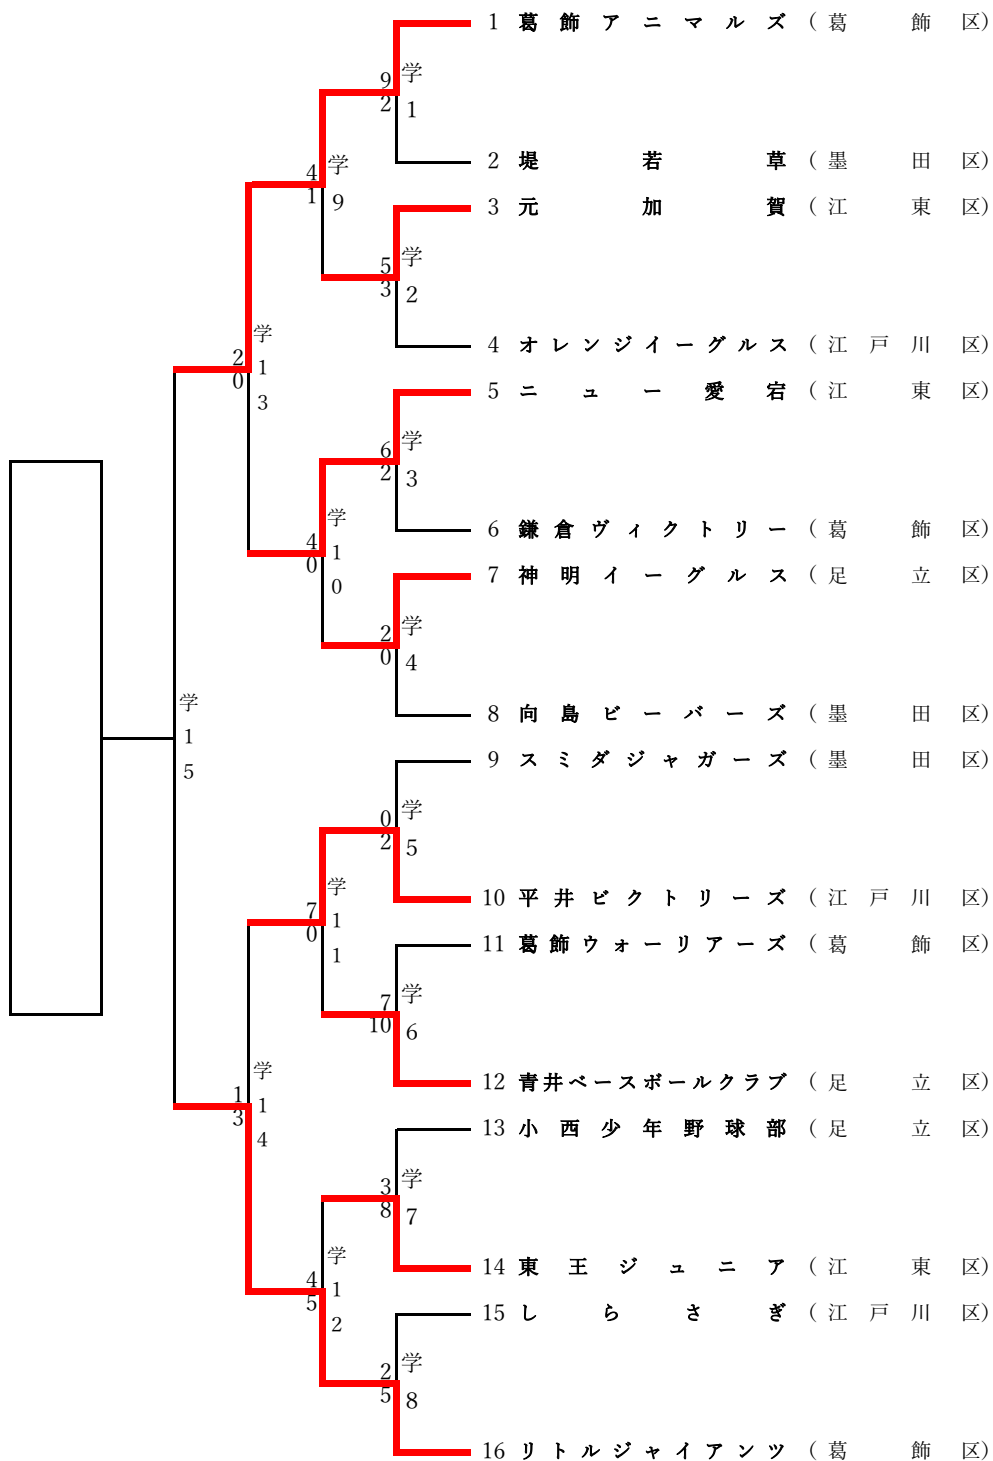 1 葛飾アニマルズ (葛飾区)
9 学
2 1
2 堤若草 (墨田区)
4 学
1 9
3 元加賀 (江東区)
5 学
3 2
4 オレンジイーグルス (江戸川区)
学
2 1
0 3
5 ニュー愛宕 (江東区)
6 学
2 3
6 鎌倉ヴィクトリー (葛飾区)
学
4 1
0 0
7 神明イーグルス (足立区)
2 学
0 4
8 向島ビーバーズ (墨田区)
学
1
5
9 スミダジャガーズ (墨田区)
0 学
2 5
10 平井ビクトリーズ (江戸川区)
学
7 1
0 1
11 葛飾ウォーリアーズ (葛飾区)
7 学
10 6
12 青井ベースボールクラブ (足立区)
学
1 1
3 4
13 小西少年野球部 (足立区)
3 学
8 7
14 東王ジュニア (江東区)
学
4 1
5 2
15 しらさぎ (江戸川区)
2 学
5 8
16 リトルジャイアンツ (葛飾区)